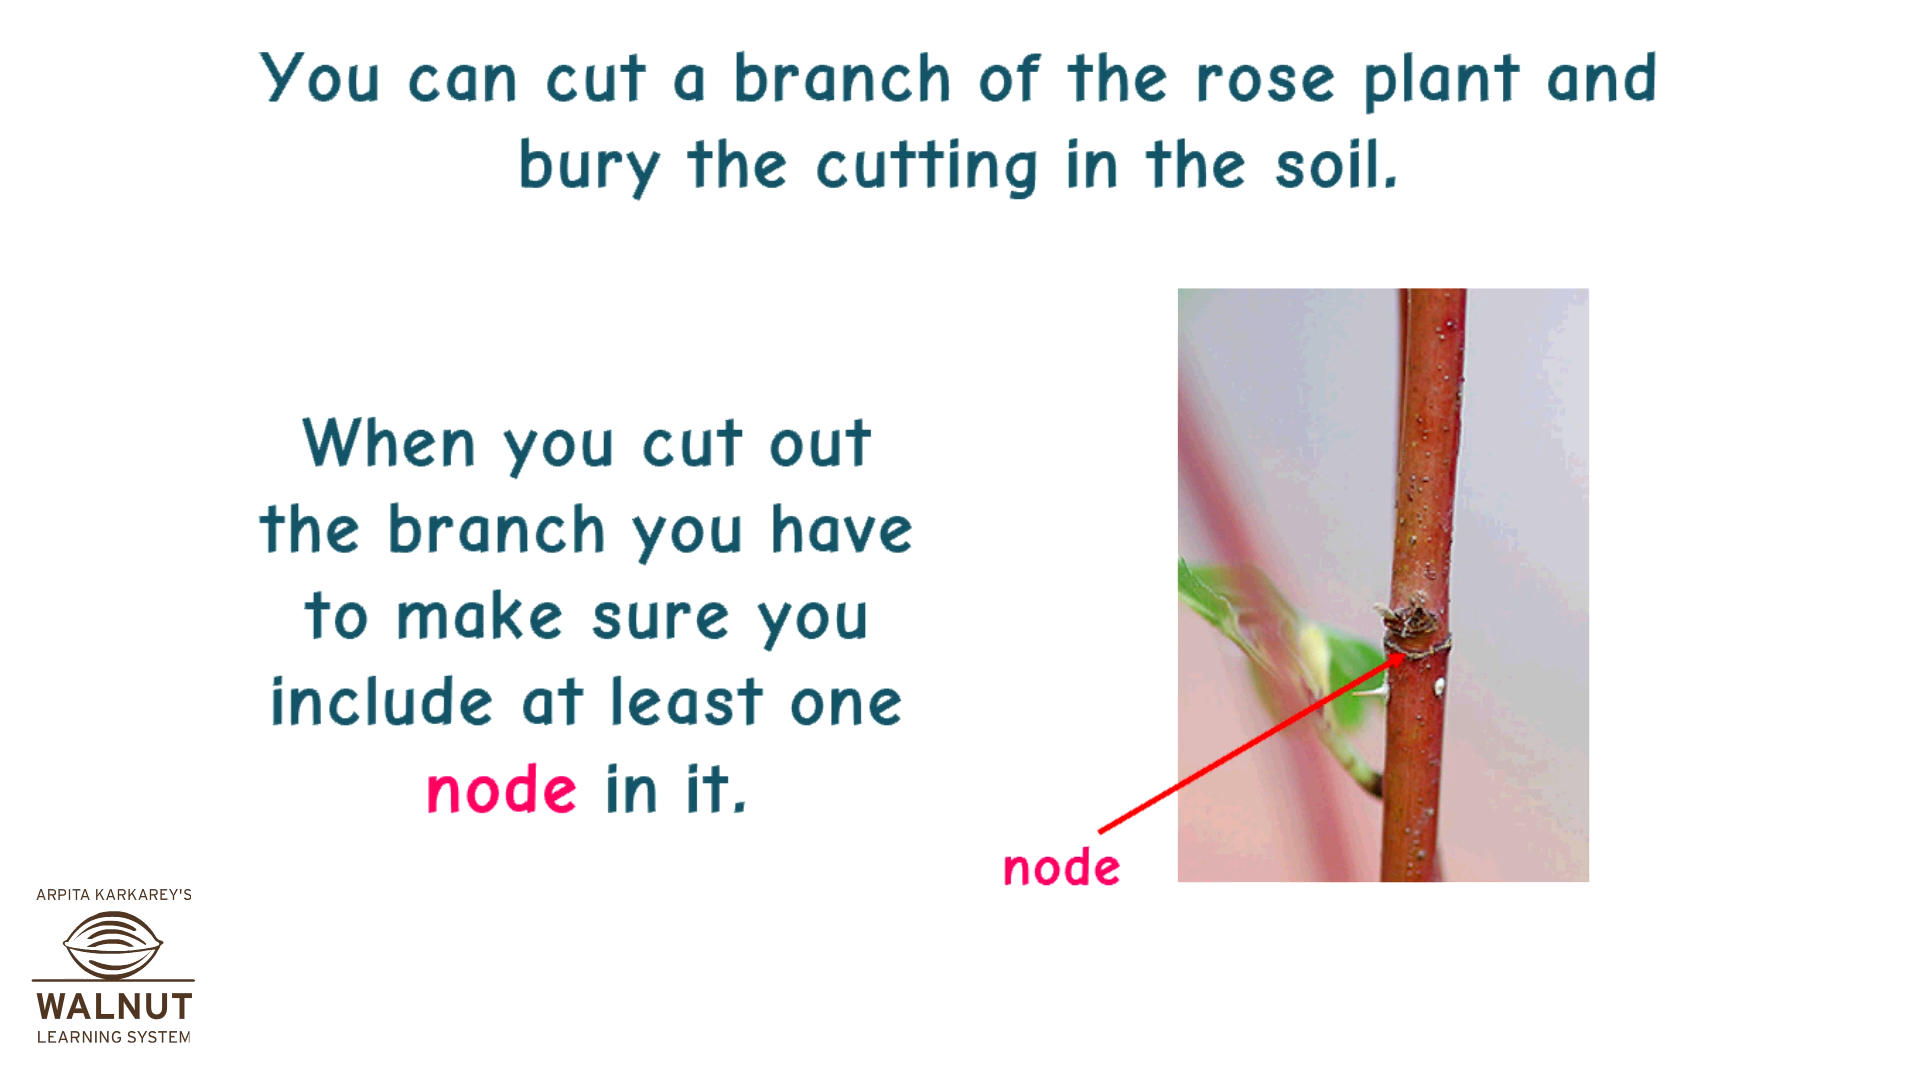 You can cut a branch of the rose plant and
bury the cutting in the soil.
When you cut out
the branch you have
to make sure you
include at least one
node in it.
node
ARPITA KARKAREY'S
WALNUT
LEARNING SYSTEM